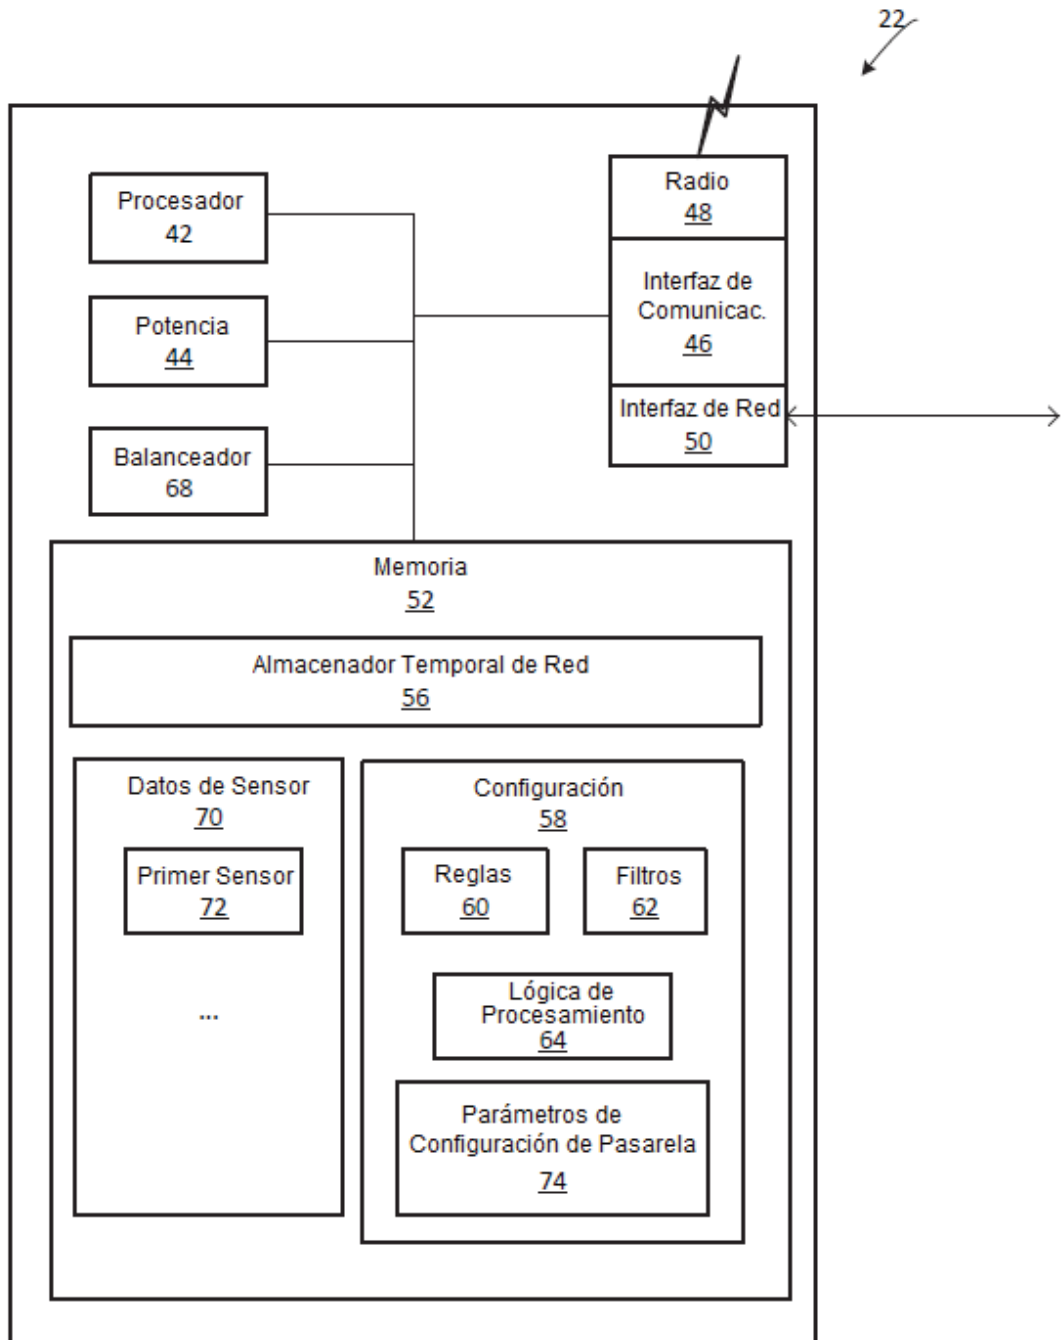 22
Procesador
42
Radio
48
Interfaz de
Comunicac.
46
Potencia
44
Interfaz de Red
50
Balanceador
68
Memoria
52
Almacenador Temporal de Red
56
Datos de Sensor
70
Primer Sensor
72
...
Configuración
58
Reglas
60
Filtros
62
Lógica de
Procesamiento
64
Parámetros de
Configuración de Pasarela
74